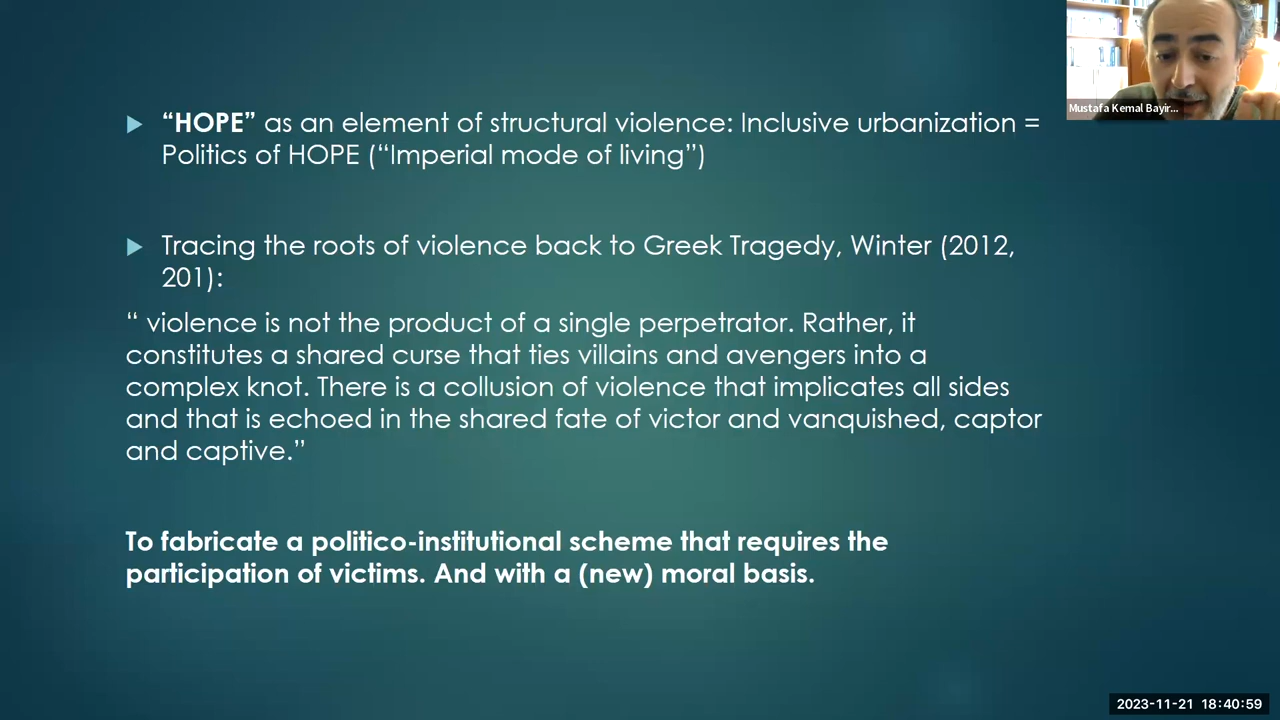 “HOPE” as an element of structural violence: Inclusive urbanization =
Politics of HOPE (“Imperial mode of living”)
Tracing the roots of violence back to Greek Tragedy, Winter (2012,
201):
“ violence is not the product of a single perpetrator. Rather, it
constitutes a shared curse that ties villains and avengers into a
complex knot. There is a collusion of violence that implicates all sides
and that is echoed in the shared fate of victor and vanquished, captor
and captive.”
To fabricate a politico-institutional scheme that requires the
participation of victims. And with a (new) moral basis.
Mustafa Kemal Bayir...
2023-11-21 18:40:59